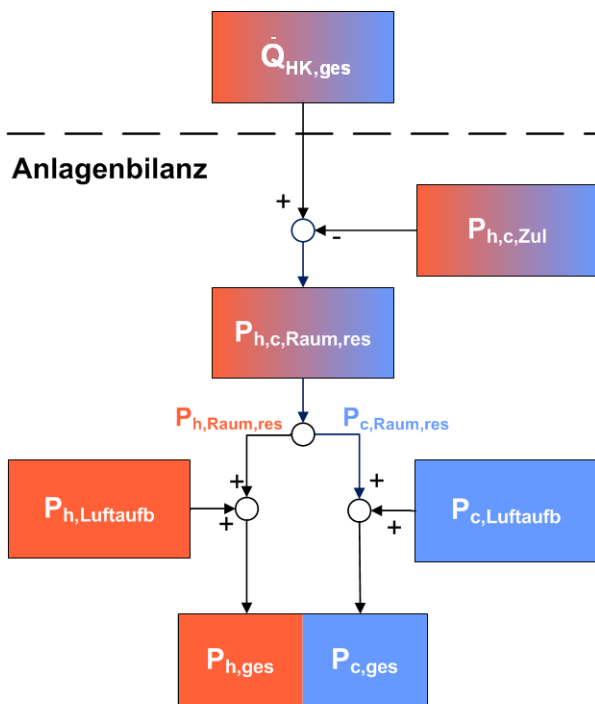 Q̇HK,ges
Anlagenbilanz
+
-
Ph,c,Zul
Ph,c,Raum,res
Ph,Raum,res
Pc,Raum,res
+
+
Ph,Luftaufb
+
+
Pc,Luftaufb
Ph,ges
Pc,ges